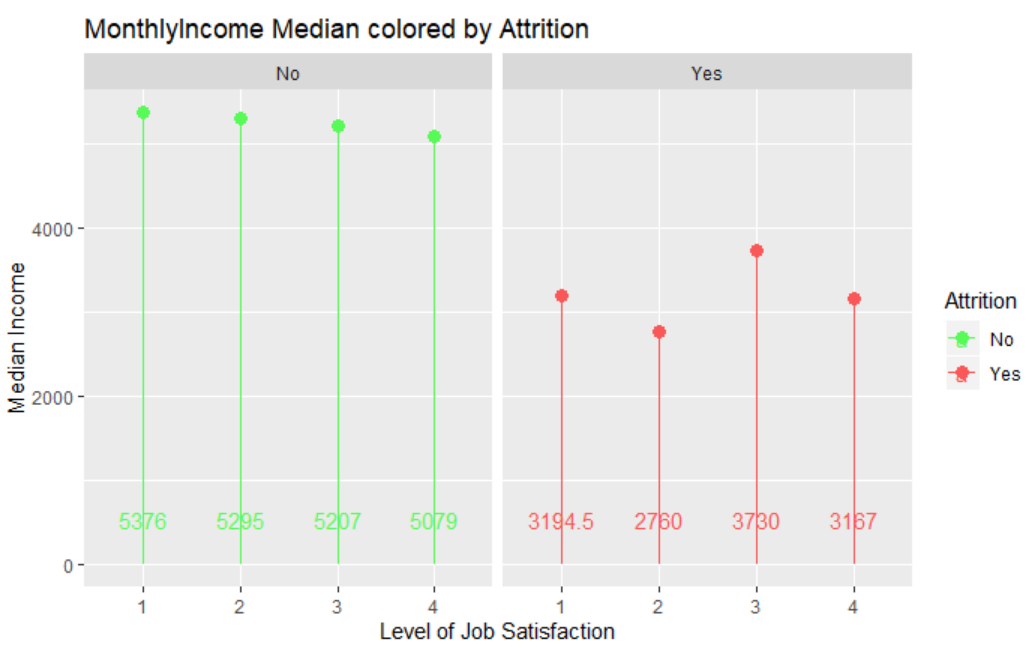 MonthlyIncome Median colored by Attrition
No Yes
4000
2000
0
Median Income
5376 5295 5207 5079
3194.5 2760 3730 3167
1 2 3 4
1 2 3 4
Level of Job Satisfaction
Attrition
a No
a Yes